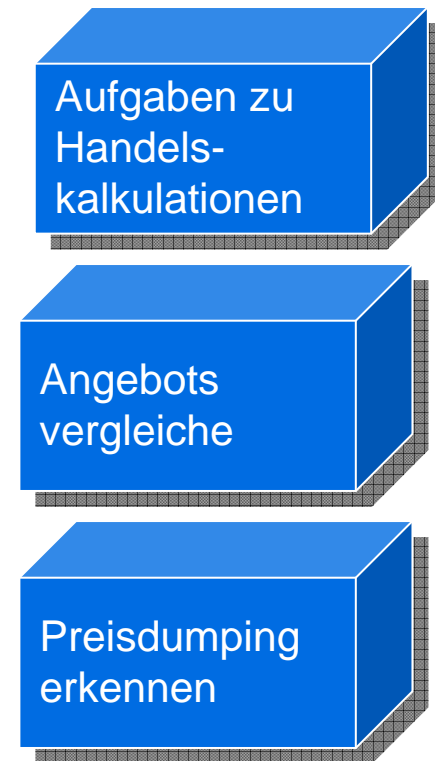 Aufgaben zu
Handels-
kalkulationen
Angebots
vergleiche
Preisdumping
erkennen